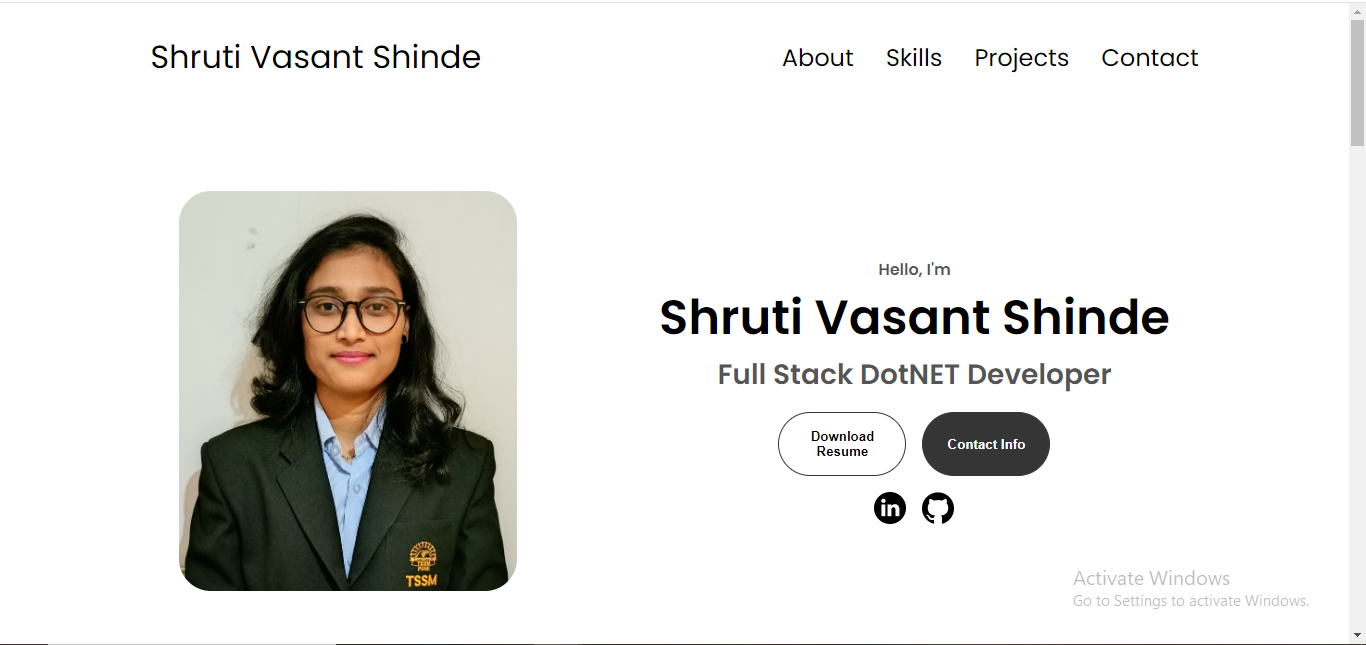 Shruti Vasant Shinde
About Skills Projects Contact
Hello, I'm
Shruti Vasant Shinde
Full Stack DotNET Developer
Download
Resume
Contact Info
in
TSSM
Activate Windows
Go to Settings to activate Windows.